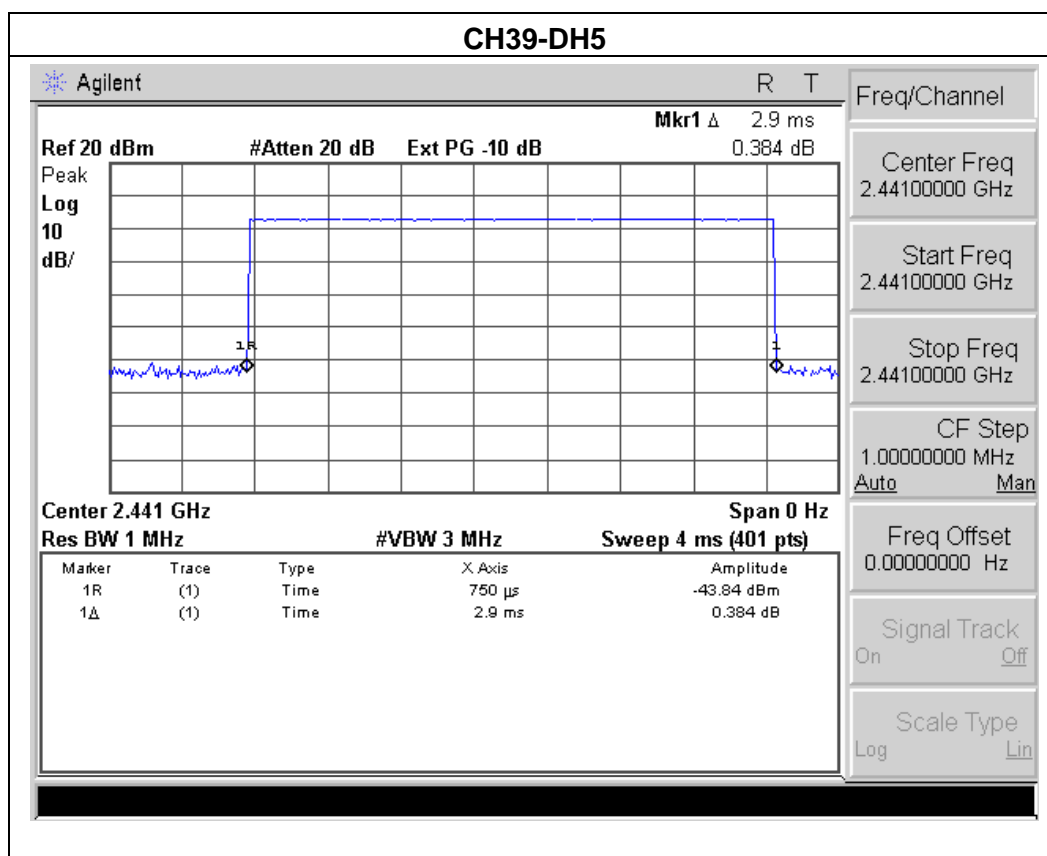 CH39-DH5
Agilent R T
Mkr1 Δ 2.9 ms
Ref 20 dBm #Atten 20 dB Ext PG -10 dB 0.384 dB
Peak
Log
10
dB/
1R
1
Center 2.441 GHz Span 0 Hz
Res BW 1 MHz #VBW 3 MHz Sweep 4 ms (401 pts)
Marker Trace Type X Axis Amplitude
1R (1) Time 750 µs -43.84 dBm
1Δ (1) Time 2.9 ms 0.384 dB
Freq/Channel
Center Freq
2.44100000 GHz
Start Freq
2.44100000 GHz
Stop Freq
2.44100000 GHz
CF Step
1.00000000 MHz
Auto Man
Freq Offset
0.00000000 Hz
Signal Track
On Off
Scale Type
Log Lin